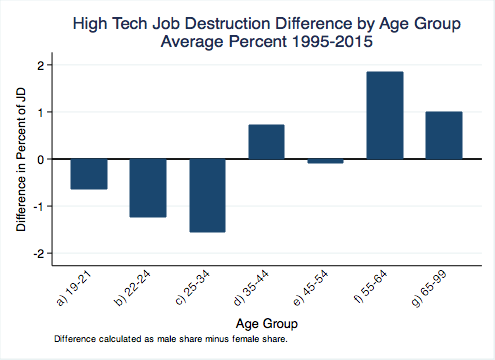 High Tech Job Destruction Difference by Age Group
Average Percent 1995-2015
Difference in Percent of JD
2
1
0
-1
-2
a) 19-21
b) 22-24
c) 25-34
d) 35-44
e) 45-54
f) 55-64
g) 65-99
Age Group
Difference calculated as male share minus female share.